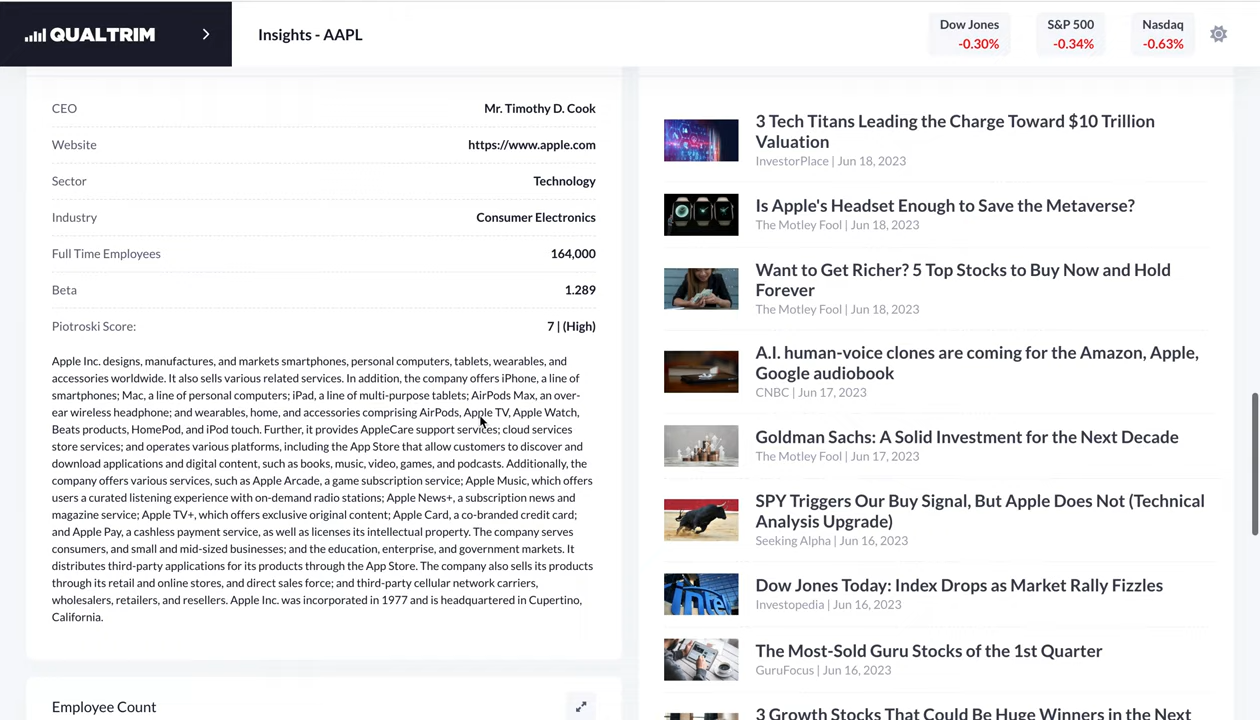 QUALTRIM
Insights - AAPL
Dow Jones
-0.30%
S&P 500
-0.34%
Nasdaq
-0.63%
CEO
Mr. Timothy D. Cook
Website
https://www.apple.com
Sector
Technology
Industry
Consumer Electronics
Full Time Employees
164,000
Beta
1.289
Piotroski Score:
7 | (High)
Apple Inc. designs, manufactures, and markets smartphones, personal computers, tablets, wearables, and
accessories worldwide. It also sells various related services. In addition, the company offers iPhone, a line of
smartphones; Mac, a line of personal computers; iPad, a line of multi-purpose tablets; AirPods Max, an over-
ear wireless headphone; and wearables, home, and accessories comprising AirPods, Apple TV, Apple Watch,
Beats products, HomePod, and iPod touch. Further, it provides AppleCare support services; cloud services
store services; and operates various platforms, including the App Store that allow customers to discover and
download applications and digital content, such as books, music, video, games, and podcasts. Additionally, the
company offers various services, such as Apple Arcade, a game subscription service; Apple Music, which offers
users a curated listening experience with on-demand radio stations; Apple News+, a subscription news and
magazine service; Apple TV+, which offers exclusive original content; Apple Card, a co-branded credit card;
and Apple Pay, a cashless payment service, as well as licenses its intellectual property. The company serves
consumers, and small and mid-sized businesses; and the education, enterprise, and government markets. It
distributes third-party applications for its products through the App Store. The company also sells its products
through its retail and online stores, and direct sales force; and third-party cellular network carriers,
wholesalers, retailers, and resellers. Apple Inc. was incorporated in 1977 and is headquartered in Cupertino,
California.
Employee Count
3 Tech Titans Leading the Charge Toward $10 Trillion
Valuation
InvestorPlace | Jun 18, 2023
Is Apple's Headset Enough to Save the Metaverse?
The Motley Fool | Jun 18, 2023
Want to Get Richer? 5 Top Stocks to Buy Now and Hold
Forever
The Motley Fool | Jun 18, 2023
A.I. human-voice clones are coming for the Amazon, Apple,
Google audiobook
CNBC | Jun 17, 2023
Goldman Sachs: A Solid Investment for the Next Decade
The Motley Fool | Jun 17, 2023
SPY Triggers Our Buy Signal, But Apple Does Not (Technical
Analysis Upgrade)
Seeking Alpha | Jun 16, 2023
intel
Dow Jones Today: Index Drops as Market Rally Fizzles
Investopedia | Jun 16, 2023
The Most-Sold Guru Stocks of the 1st Quarter
GuruFocus | Jun 16, 2023
3 Growth Stocks That Could Be Huge Winners in the Next